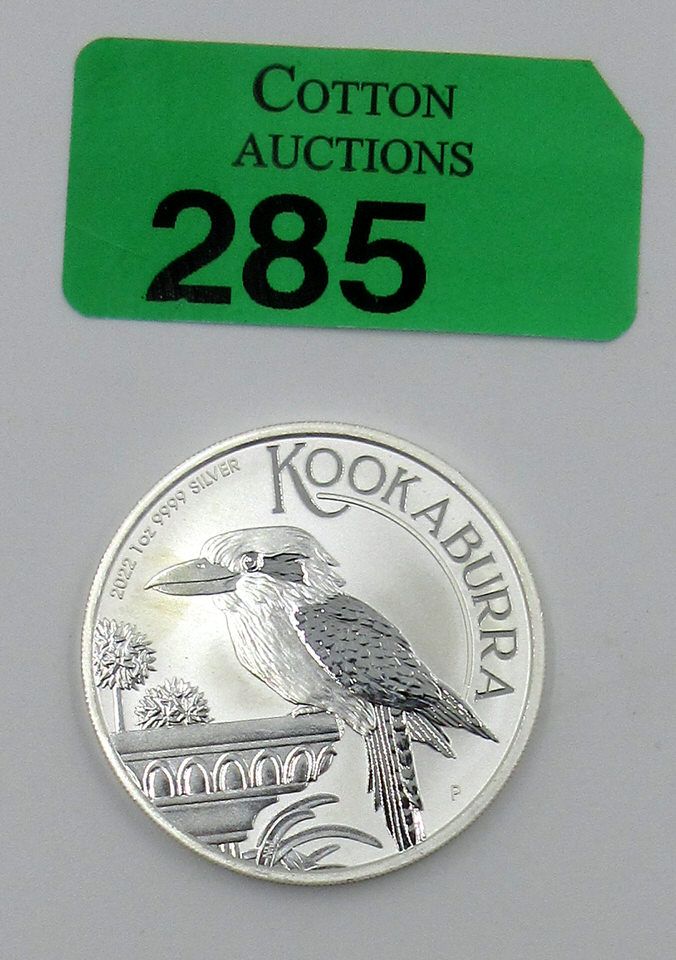 COTTON
AUCTIONS
285
2022 1oz 9999 SILVER
KOOKABURRA
P